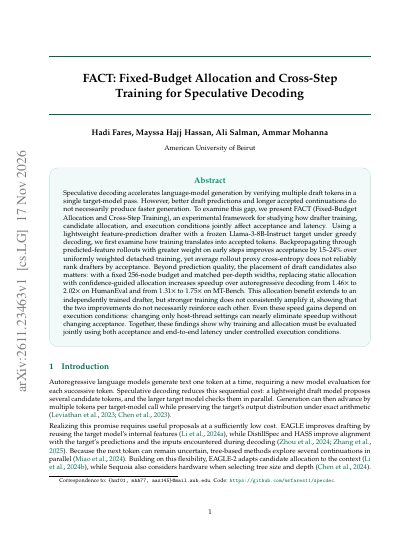 FACT: Fixed-Budget Allocation and Cross-Step
Training for Speculative Decoding
Hadi Fares, Mayssa Hajj Hassan, Ali Salman, Ammar Mohanna
American University of Beirut
arXiv:2611.23463v1 [cs.LG] 17 Nov 2026
Abstract
Speculative decoding accelerates language-model generation by verifying multiple draft tokens in a
single target-model pass. However, better draft predictions and longer accepted continuations do
not necessarily produce faster generation. To examine this gap, we present FACT (Fixed-Budget
Allocation and Cross-Step Training), an experimental framework for studying how drafter training,
candidate allocation, and execution conditions jointly affect acceptance and latency. Using a
lightweight feature-prediction drafter with a frozen Llama-3-8B-Instruct target under greedy
decoding, we first examine how training translates into accepted tokens. Backpropagating through
predicted-feature rollouts with greater weight on early steps improves acceptance by 15–24% over
uniformly weighted detached training, yet average rollout proxy cross-entropy does not reliably
rank drafters by acceptance. Beyond prediction quality, the placement of draft candidates also
matters: with a fixed 256-node budget and matched per-depth widths, replacing static allocation
with confidence-guided allocation increases speedup over autoregressive decoding from 1.46× to
2.02× on HumanEval and from 1.31× to 1.75× on MT-Bench. This allocation benefit extends to an
independently trained drafter, but stronger training does not consistently amplify it, showing that
the two improvements do not necessarily reinforce each other. Even these speed gains depend on
execution conditions: changing only host-thread settings can nearly eliminate speedup without
changing acceptance. Together, these findings show why training and allocation must be evaluated
jointly using both acceptance and end-to-end latency under controlled execution conditions.
1 Introduction
Autoregressive language models generate text one token at a time, requiring a new model evaluation for
each successive token. Speculative decoding reduces this sequential cost: a lightweight draft model proposes
several candidate tokens, and the larger target model checks them in parallel. Generation can then advance by
multiple tokens per target-model call while preserving the target's output distribution under exact arithmetic
(Leviathan et al., 2023; Chen et al., 2023).
Realizing this promise requires useful proposals at a sufficiently low cost. EAGLE improves drafting by
reusing the target model's internal features (Li et al., 2024a), while DistillSpec and HASS improve alignment
with the target's predictions and the inputs encountered during decoding (Zhou et al., 2024; Zhang et al.,
2025). Because the next token can remain uncertain, tree-based methods explore several continuations in
parallel (Miao et al., 2024). Building on this flexibility, EAGLE-2 adapts candidate allocation to the context (Li
et al., 2024b), while Sequoia also considers hardware when selecting tree size and depth (Chen et al., 2024).
1